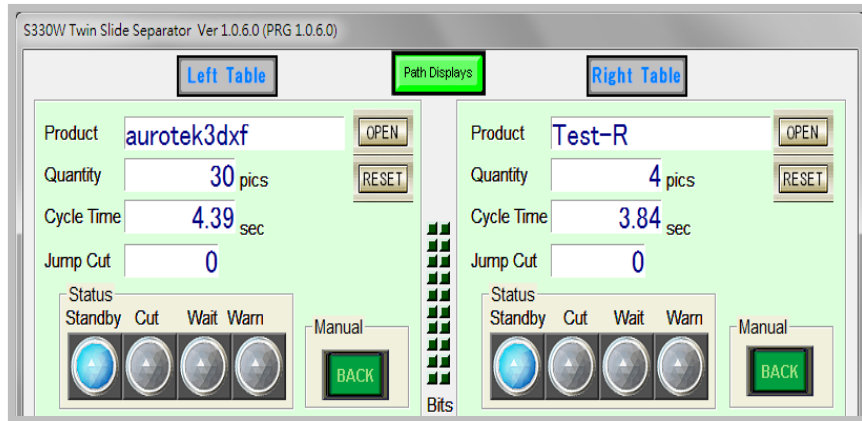 S330W Twin Slide Separator Ver 1.0.6.0 (PRG 1.0.6.0)
Left Table
Path Displays
Right Table
Product aurotek3dxf OPEN
Quantity 30 pics RESET
Cycle Time 4.39 sec
Jump Cut 0
Status
Standby Cut Wait Warn
Manual
BACK
Bits
Product Test-R OPEN
Quantity 4 pics RESET
Cycle Time 3.84 sec
Jump Cut 0
Status
Standby Cut Wait Warn
Manual
BACK